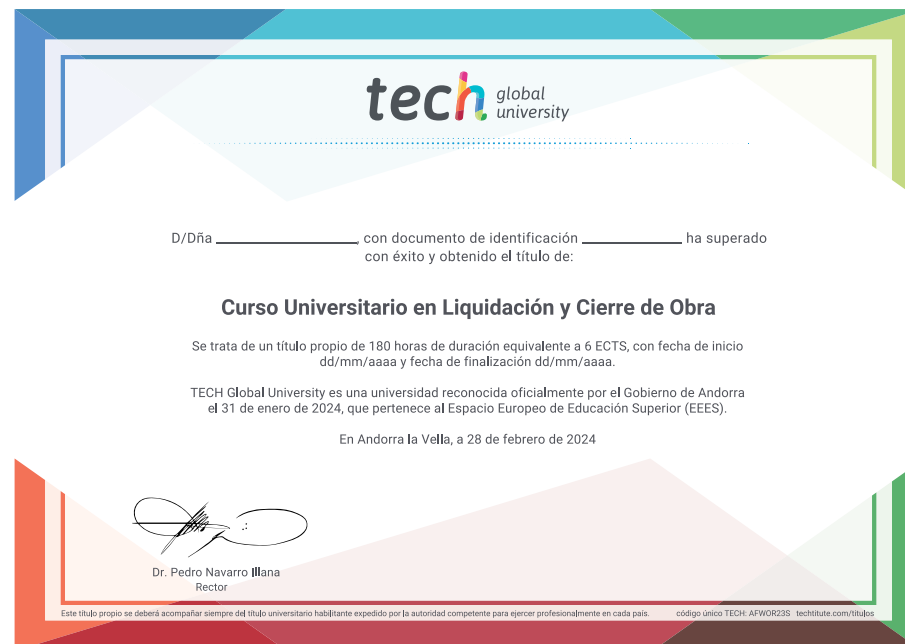 tech global university
D/Dña ____________________, con documento de identificación ______________ ha superado
con éxito y obtenido el título de:
Curso Universitario en Liquidación y Cierre de Obra
Se trata de un título propio de 180 horas de duración equivalente a 6 ECTS, con fecha de inicio
dd/mm/aaaa y fecha de finalización dd/mm/aaaa.
TECH Global University es una universidad reconocida oficialmente por el Gobierno de Andorra
el 31 de enero de 2024, que pertenece al Espacio Europeo de Educación Superior (EEES).
En Andorra la Vella, a 28 de febrero de 2024
Dr. Pedro Navarro Illana
Rector
Este título propio se deberá acompañar siempre del título universitario habilitante expedido por la autoridad competente para ejercer profesionalmente en cada país. código único TECH: AFWOR23S techtitute.com/titulos